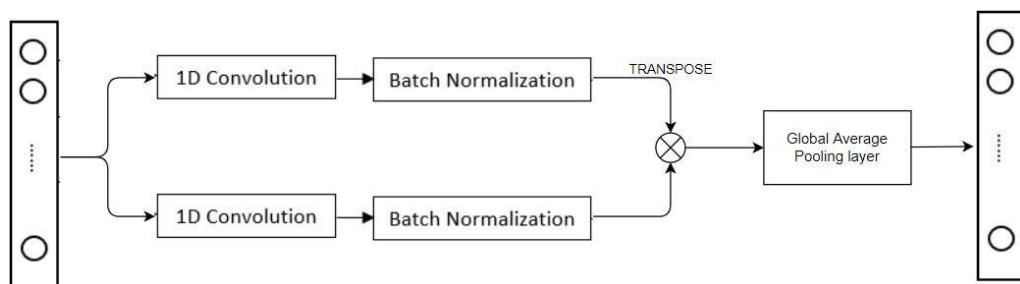 1D Convolution
Batch Normalization
TRANSPOSE
Global Average
Pooling layer
1D Convolution
Batch Normalization